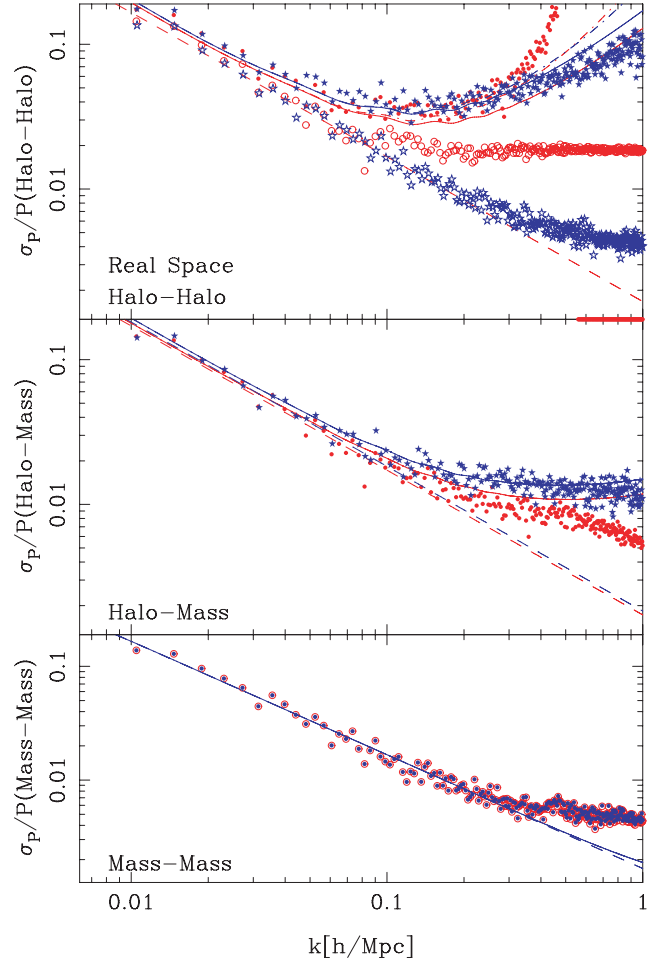 σP/P(Halo-Halo)
0.1
0.01
Real Space
Halo-Halo
σP/P(Halo-Mass)
0.1
0.01
Halo-Mass
σP/P(Mass-Mass)
0.1
0.01
Mass-Mass
0.01
0.1
1
k[h/Mpc]